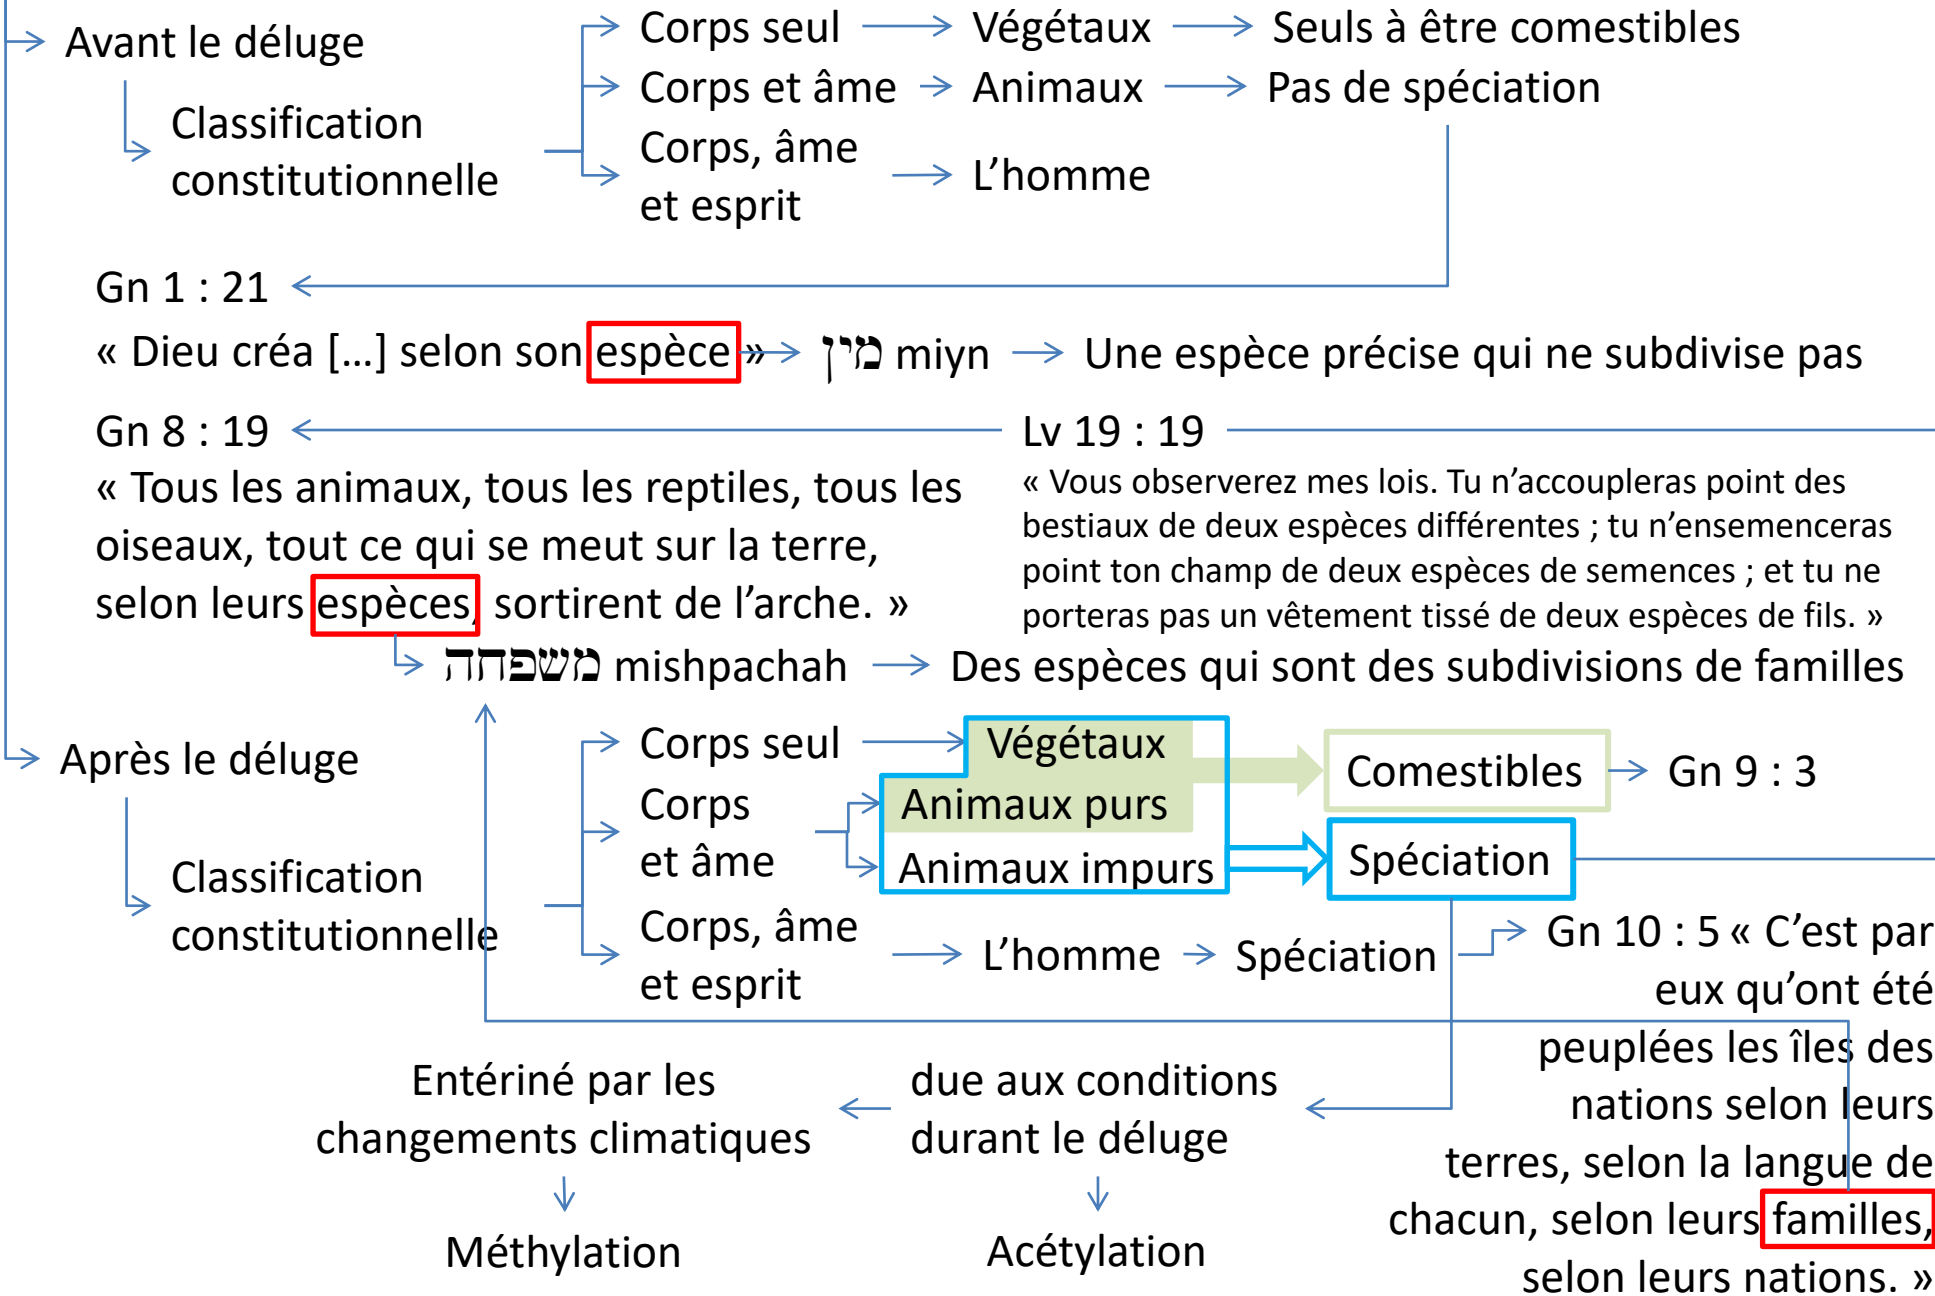 Avant le déluge
Classification
constitutionnelle
Corps seul
Végétaux
Seuls à être comestibles
Corps et âme
Animaux
Pas de spéciation
Corps, âme
et esprit
L’homme
Gn 1 : 21
« Dieu créa […] selon son espèce »
מין miyn
Une espèce précise qui ne subdivise pas
Gn 8 : 19
« Tous les animaux, tous les reptiles, tous les
oiseaux, tout ce qui se meut sur la terre,
selon leurs espèces, sortirent de l’arche. »
Lv 19 : 19
« Vous observerez mes lois. Tu n’accoupleras point des
bestiaux de deux espèces différentes ; tu n’ensemenceras
point ton champ de deux espèces de semences ; et tu ne
porteras pas un vêtement tissé de deux espèces de fils. »
משפחה mishpachah
Des espèces qui sont des subdivisions de familles
Après le déluge
Classification
constitutionnelle
Corps seul
Végétaux
Corps
et âme
Animaux purs
Animaux impurs
Comestibles
Gn 9 : 3
Spéciation
Corps, âme
et esprit
L’homme
Spéciation
Gn 10 : 5 « C’est par
eux qu’ont été
peuplées les îles des
nations selon leurs
terres, selon la langue de
chacun, selon leurs familles,
selon leurs nations. »
Entériné par les
changements climatiques
due aux conditions
durant le déluge
Méthylation
Acétylation